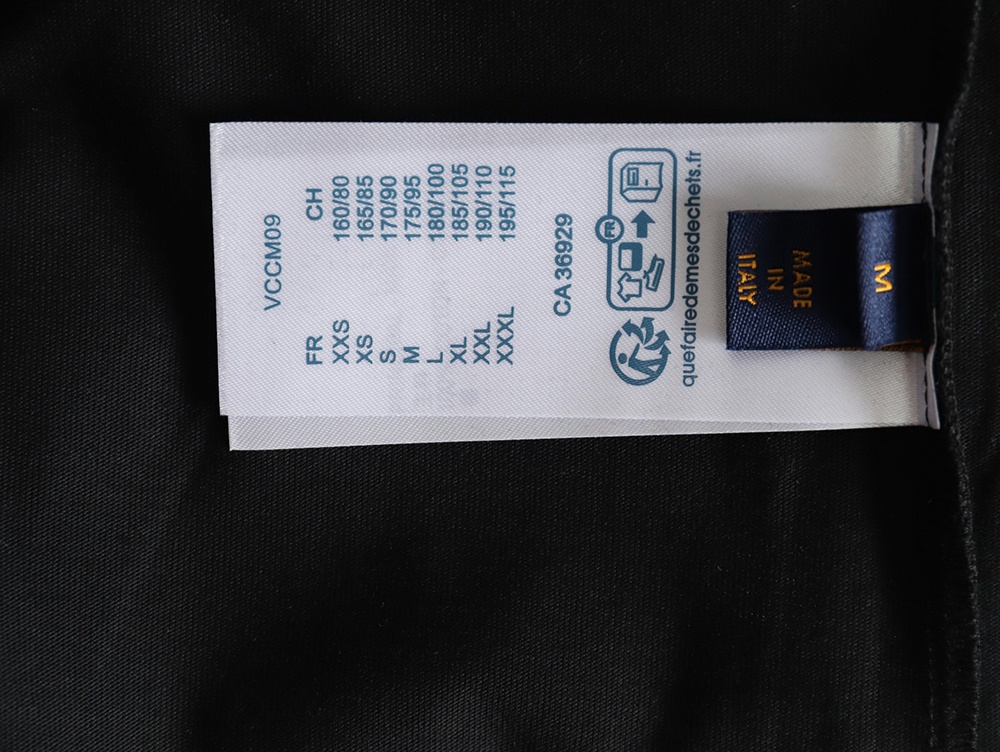 VCCM09
FR CH
XXS 160/80
XS 165/85
S 170/90
M 175/95
L 180/100
XL 185/105
XXL 190/110
XXXL 195/115
CA 36929
FR
quefairedemesdechets.fr
M
MADE
IN
ITALY